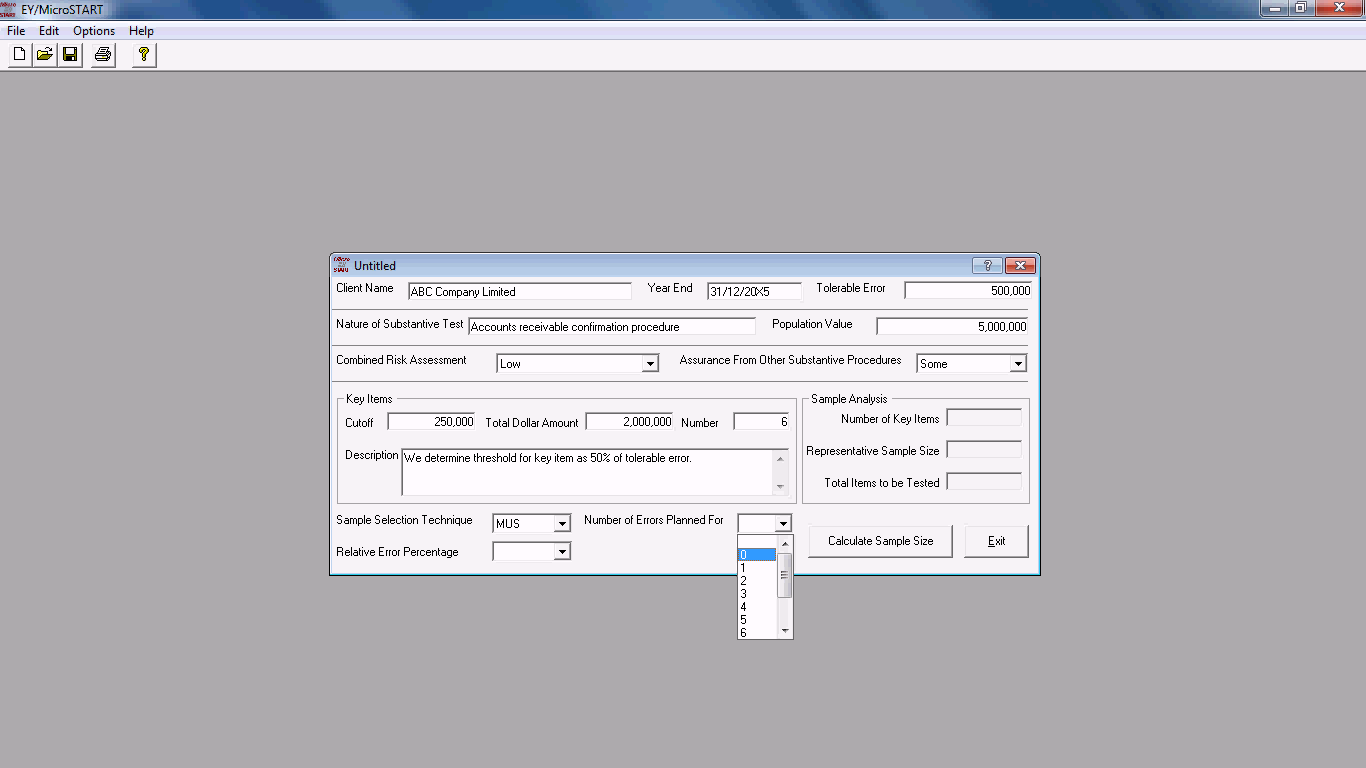 EY/MicroSTART
File Edit Options Help
Untitled
Client Name ABC Company Limited Year End 31/12/20X5 Tolerable Error 500,000
Nature of Substantive Test Accounts receivable confirmation procedure Population Value 5,000,000
Combined Risk Assessment Low Assurance From Other Substantive Procedures Some
Key Items
Cutoff 250,000 Total Dollar Amount 2,000,000 Number 6
Description We determine threshold for key item as 50% of tolerable error.
Sample Analysis
Number of Key Items
Representative Sample Size
Total Items to be Tested
Sample Selection Technique MUS Number of Errors Planned For
Relative Error Percentage
0
1
2
3
4
5
6
Calculate Sample Size Exit